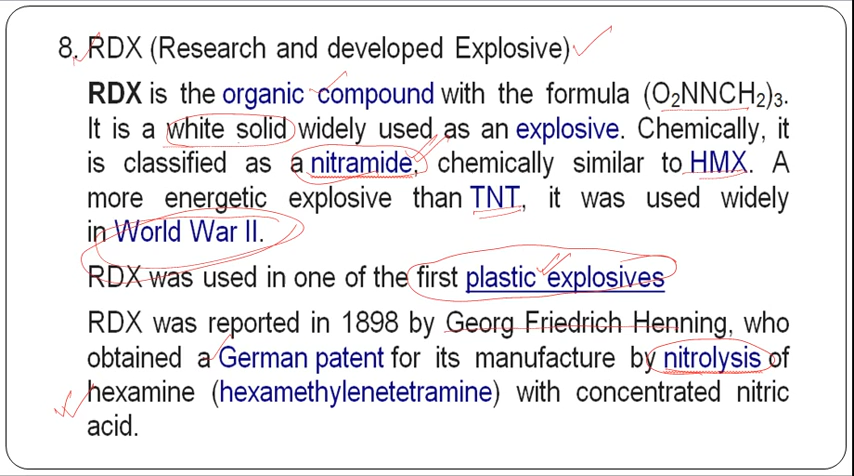 8. RDX (Research and developed Explosive)
RDX is the organic compound with the formula (O₂NNCH₂)₃.
It is a white solid widely used as an explosive. Chemically, it
is classified as a nitramide, chemically similar to HMX. A
more energetic explosive than TNT, it was used widely
in World War II.
RDX was used in one of the first plastic explosives
RDX was reported in 1898 by Georg Friedrich Henning, who
obtained a German patent for its manufacture by nitrolysis of
hexamine (hexamethylenetetramine) with concentrated nitric
acid.